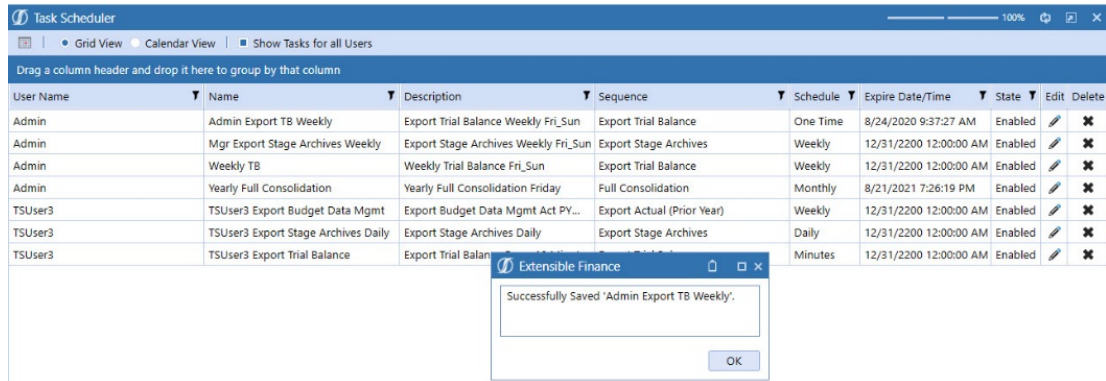 Task Scheduler 100%
Grid View Calendar View Show Tasks for all Users
Drag a column header and drop it here to group by that column
User Name Name Description Sequence Schedule Expire Date/Time State Edit Delete
Admin Admin Export TB Weekly Export Trial Balance Weekly Fri_Sun Export Trial Balance One Time 8/24/2020 9:37:27 AM Enabled
Admin Mgr Export Stage Archives Weekly Export Stage Archives Weekly Fri_Sun Export Stage Archives Weekly 12/31/2200 12:00:00 AM Enabled
Admin Weekly TB Weekly Trial Balance Fri_Sun Export Trial Balance Weekly 12/31/2200 12:00:00 AM Enabled
Admin Yearly Full Consolidation Yearly Full Consolidation Friday Full Consolidation Monthly 8/21/2021 7:26:19 PM Enabled
TSUser3 TSUser3 Export Budget Data Mgmt Export Budget Data Mgmt Act PY... Export Actual (Prior Year) Weekly 12/31/2200 12:00:00 AM Enabled
TSUser3 TSUser3 Export Stage Archives Daily Export Stage Archives Daily Export Stage Archives Daily 12/31/2200 12:00:00 AM Enabled
TSUser3 TSUser3 Export Trial Balance Export Trial Minutes 12/31/2200 12:00:00 AM Enabled
Extensible Finance
Successfully Saved 'Admin Export TB Weekly'.
OK